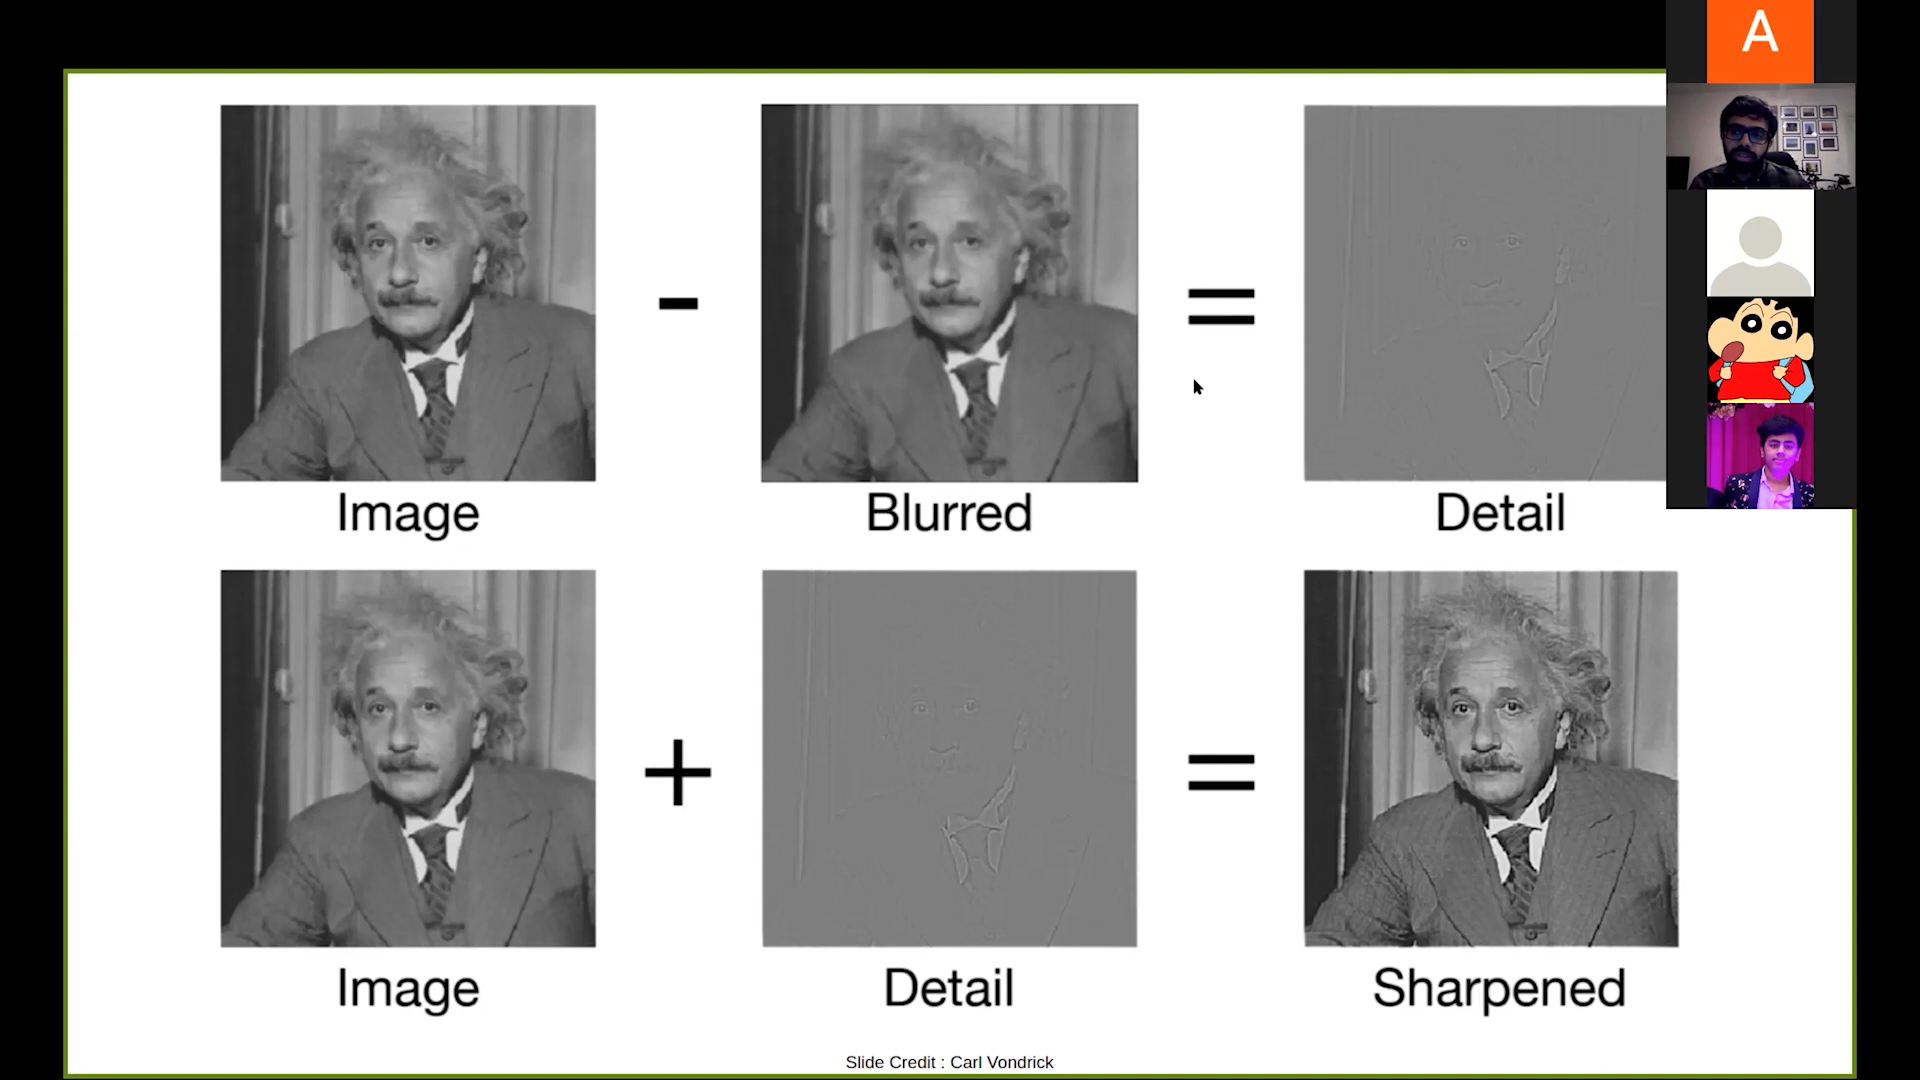 A
-
=
Image
Blurred
Detail
+
=
Image
Detail
Sharpened
Slide Credit : Carl Vondrick